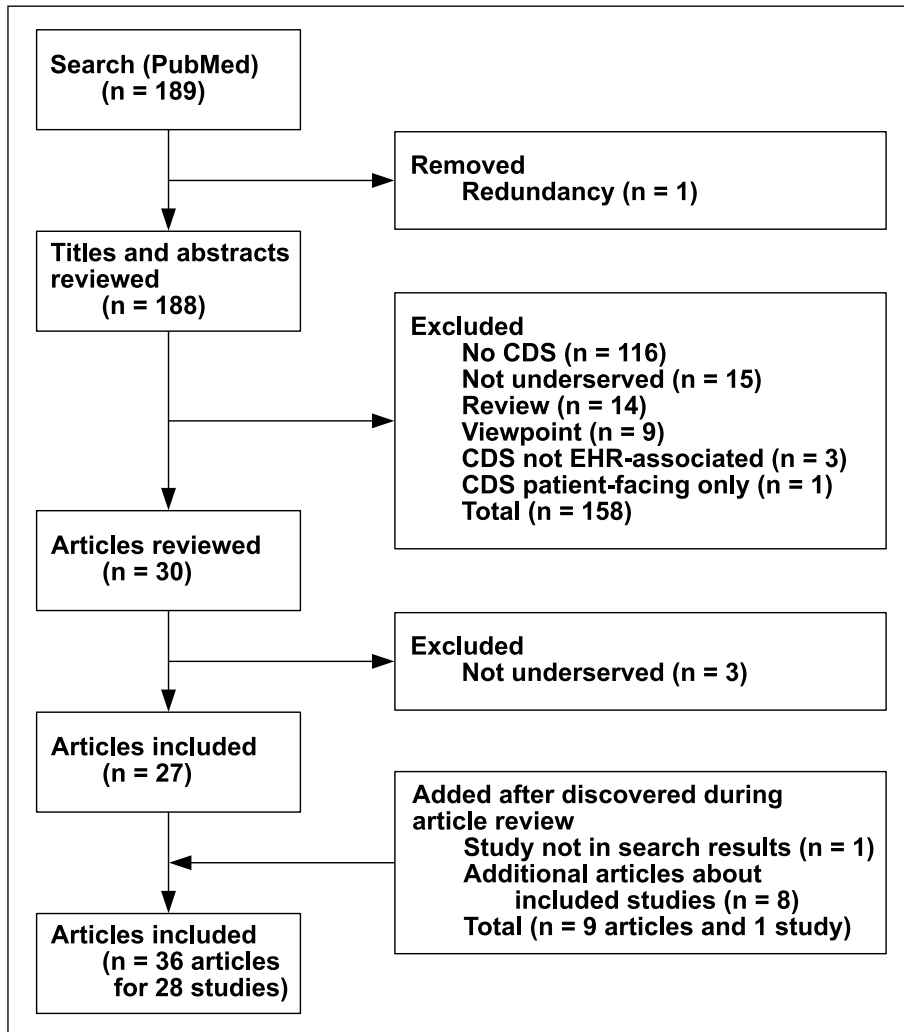 Search (PubMed)
(n = 189)
Removed
Redundancy (n = 1)
Titles and abstracts
reviewed
(n = 188)
Excluded
No CDS (n = 116)
Not underserved (n = 15)
Review (n = 14)
Viewpoint (n = 9)
CDS not EHR-associated (n = 3)
CDS patient-facing only (n = 1)
Total (n = 158)
Articles reviewed
(n = 30)
Excluded
Not underserved (n = 3)
Articles included
(n = 27)
Added after discovered during
article review
Study not in search results (n = 1)
Additional articles about
included studies (n = 8)
Total (n = 9 articles and 1 study)
Articles included
(n = 36 articles
for 28 studies)